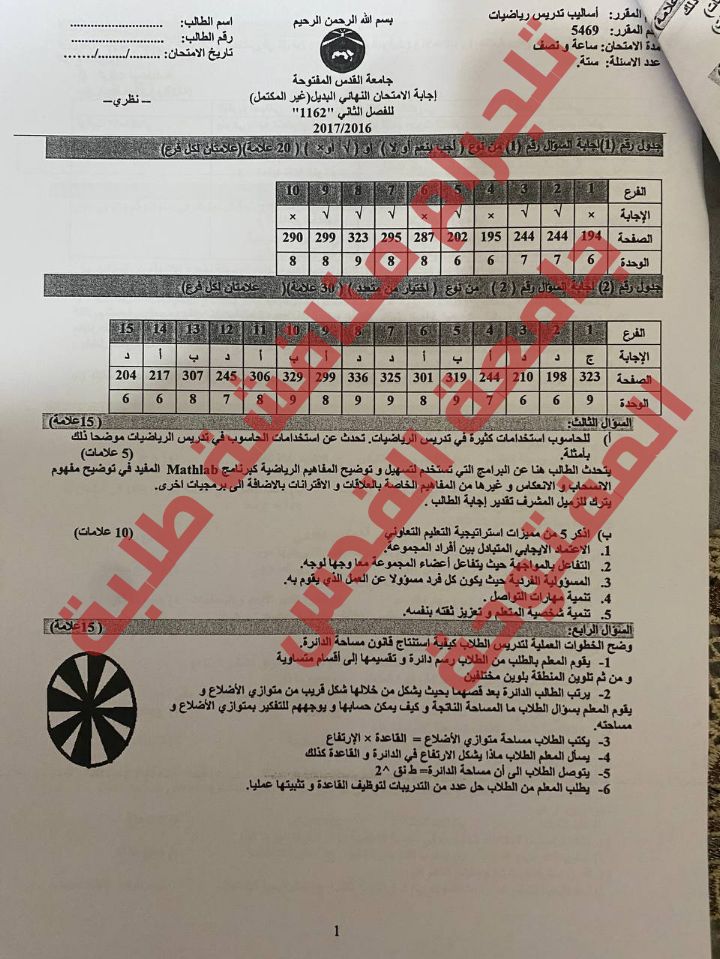 المقرر: أساليب تدريس رياضيات
م المقرر: 5469
مدة الامتحان: ساعة و نصف
عدد الاسئلة: ستة.
بسم الله الرحمن الرحيم
جامعة القدس المفتوحة
إجابة الامتحان النهائي البديل(غير المكتمل)
للفصل الثاني "1162"
2017/2016
اسم الطالب: ........................
رقم الطالب: ........................
تاريخ الامتحان:....../......../.......
ــ نظري ــ
جدول رقم (1) إجابة السؤال رقم (1) من نوع ( أجب بنعم أو لا ) أو ( √ أو× ) ( 20 علامة)(علامتان لكل فرع)
الفرع 1 2 3 4 5 6 7 8 9 10
الإجابة × √ √ × √ × √ √ √ ×
الصفحة 194 244 244 195 202 287 295 323 299 290
الوحدة 6 7 7 6 6 8 8 9 8 8
جدول رقم (2) إجابة السؤال رقم ( 2 ) من نوع ( اختيار من متعدد )( 30 علامة)( علامتان لكل فرع)
الفرع 1 2 3 4 5 6 7 8 9 10 11 12 13 14 15
الإجابة ج د د ب أ د د أ ب أ د ب أ د
الصفحة 323 198 210 244 319 301 325 336 299 329 306 245 307 217 204
الوحدة 9 6 6 7 9 8 9 9 8 9 8 7 8 6 6
السؤال الثالث: ( 15علامة)
أ) للحاسوب استخدامات كثيرة في تدريس الرياضيات. تحدث عن استخدامات الحاسوب في تدريس الرياضيات موضحا ذلك
بأمثلة. (5 علامات)
يتحدث الطالب هنا عن البرامج التي تستخدم لتسهيل و توضيح المفاهيم الرياضية كبرنامج Mathlab المفيد في توضيح مفهوم
الانسحاب و الانعكاس و غيرها من المفاهيم الخاصة بالعلاقات و الاقترانات بالاضافة الى برمجيات اخرى.
يترك للزميل المشرف تقدير إجابة الطالب .
ب) اذكر 5 من مميزات استراتيجية التعليم التعاوني (10 علامات)
1. الاعتماد الايجابي المتبادل بين أفراد المجموعة.
2. التفاعل بالمواجهة حيث يتفاعل أعضاء المجموعة معا وجها لوجه.
3. المسؤولية الفردية حيث يكون كل فرد مسؤولا عن العمل الذي يقوم به.
4. تنمية مهارات التواصل .
5. تنمية شخصية المتعلم و تعزيز ثقته بنفسه.
السؤال الرابع: (15علامة)
وضح الخطوات العملية لتدريس الطلاب كيفية استنتاج قانون مساحة الدائرة.
1- يقوم المعلم بالطلب من الطلاب رسم دائرة و تقسيمها إلى أقسام متساوية
و من ثم تلوين المنطقة بلوين مختلفين
2- يرتب الطالب الدائرة بعد قصهما بحيث يشكل من خلالها شكل قريب من متوازي الأضلاع و
يقوم المعلم بسؤال الطلاب ما المساحة الناتجة و كيف يمكن حسابها و يوجههم للتفكير بمتوازي الأضلاع و
مساحته.
3- يكتب الطلاب مساحة متوازي الأضلاع = القاعدة × الإرتفاع
4- يسأل المعلم الطلاب ماذا يشكل الارتفاع في الدائرة و القاعدة كذلك
5- يتوصل الطلاب الى أن مساحة الدائرة= ط نق ^2
6- يطلب المعلم من الطلاب حل عدد من التدريبات لتوظيف القاعدة و تثبيتها عمليا.
1
تلجرام مناقشة طلبة
جامعة القدس
المفتوحة